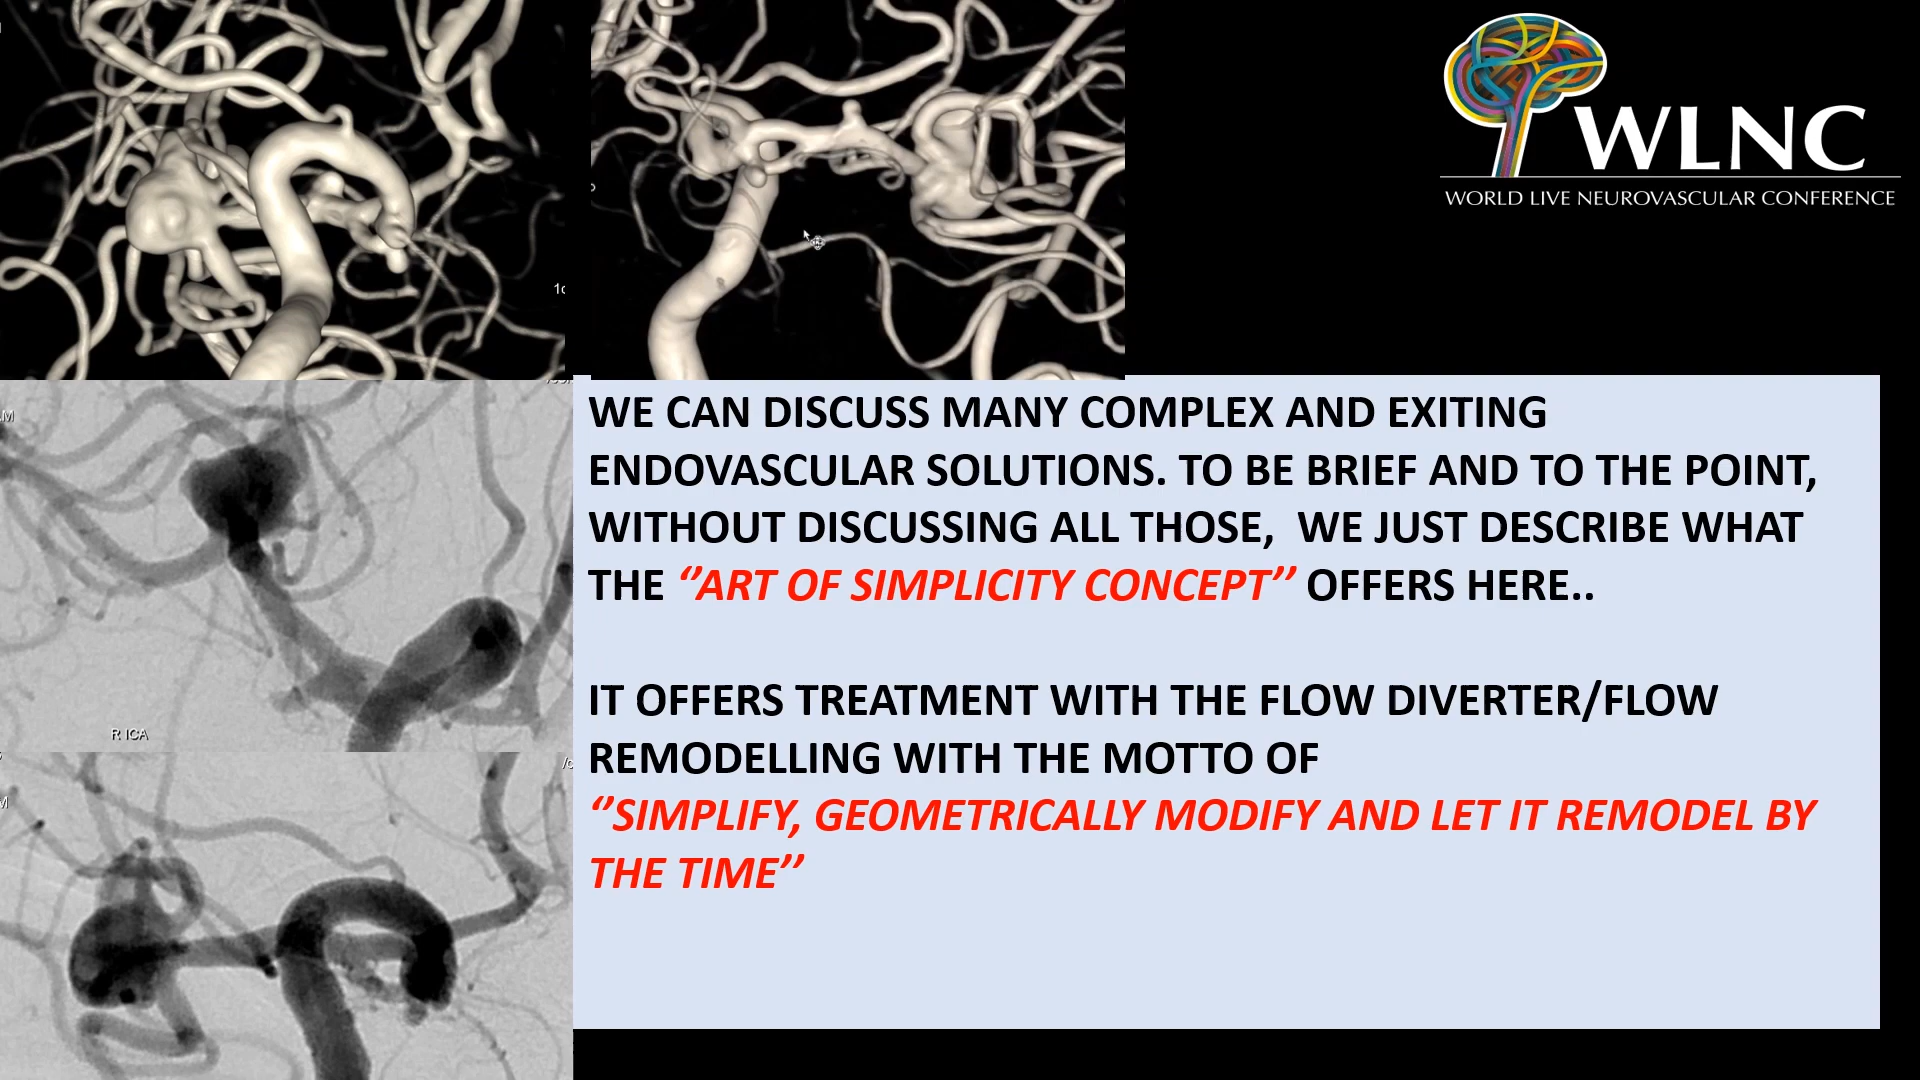 WLNC
WORLD LIVE NEUROVASCULAR CONFERENCE
WE CAN DISCUSS MANY COMPLEX AND EXITING
ENDOVASCULAR SOLUTIONS. TO BE BRIEF AND TO THE POINT,
WITHOUT DISCUSSING ALL THOSE,  WE JUST DESCRIBE WHAT
THE ‘’ART OF SIMPLICITY CONCEPT’’ OFFERS HERE..
IT OFFERS TREATMENT WITH THE FLOW DIVERTER/FLOW
REMODELLING WITH THE MOTTO OF
‘’SIMPLIFY, GEOMETRICALLY MODIFY AND LET IT REMODEL BY
THE TIME’’
R ICA